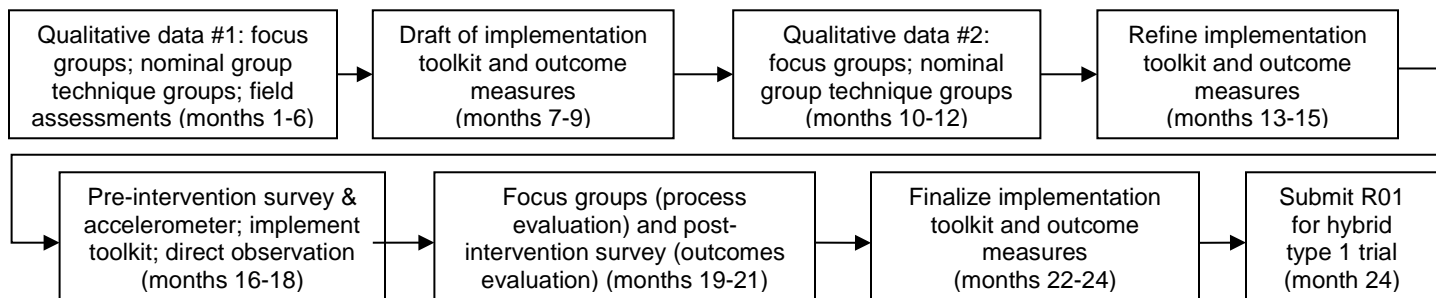 Qualitative data #1: focus
groups; nominal group
technique groups; field
assessments (months 1-6)
Draft of implementation
toolkit and outcome
measures
(months 7-9)
Qualitative data #2:
focus groups; nominal
group technique groups
(months 10-12)
Refine implementation
toolkit and outcome
measures
(months 13-15)
Pre-intervention survey &
accelerometer; implement
toolkit; direct observation
(months 16-18)
Focus groups (process
evaluation) and post-
intervention survey (outcomes
evaluation) (months 19-21)
Finalize implementation
toolkit and outcome
measures
(months 22-24)
Submit R01
for hybrid
type 1 trial
(month 24)